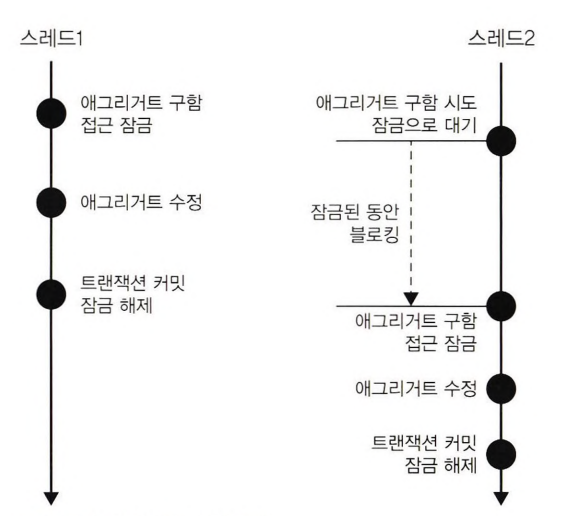 스레드1
애그리거트 구함
접근 잠금
애그리거트 수정
트랜잭션 커밋
잠금 해제
스레드2
애그리거트 구함 시도
잠금으로 대기
잠금된 동안
블로킹
애그리거트 구함
접근 잠금
애그리거트 수정
트랜잭션 커밋
잠금 해제